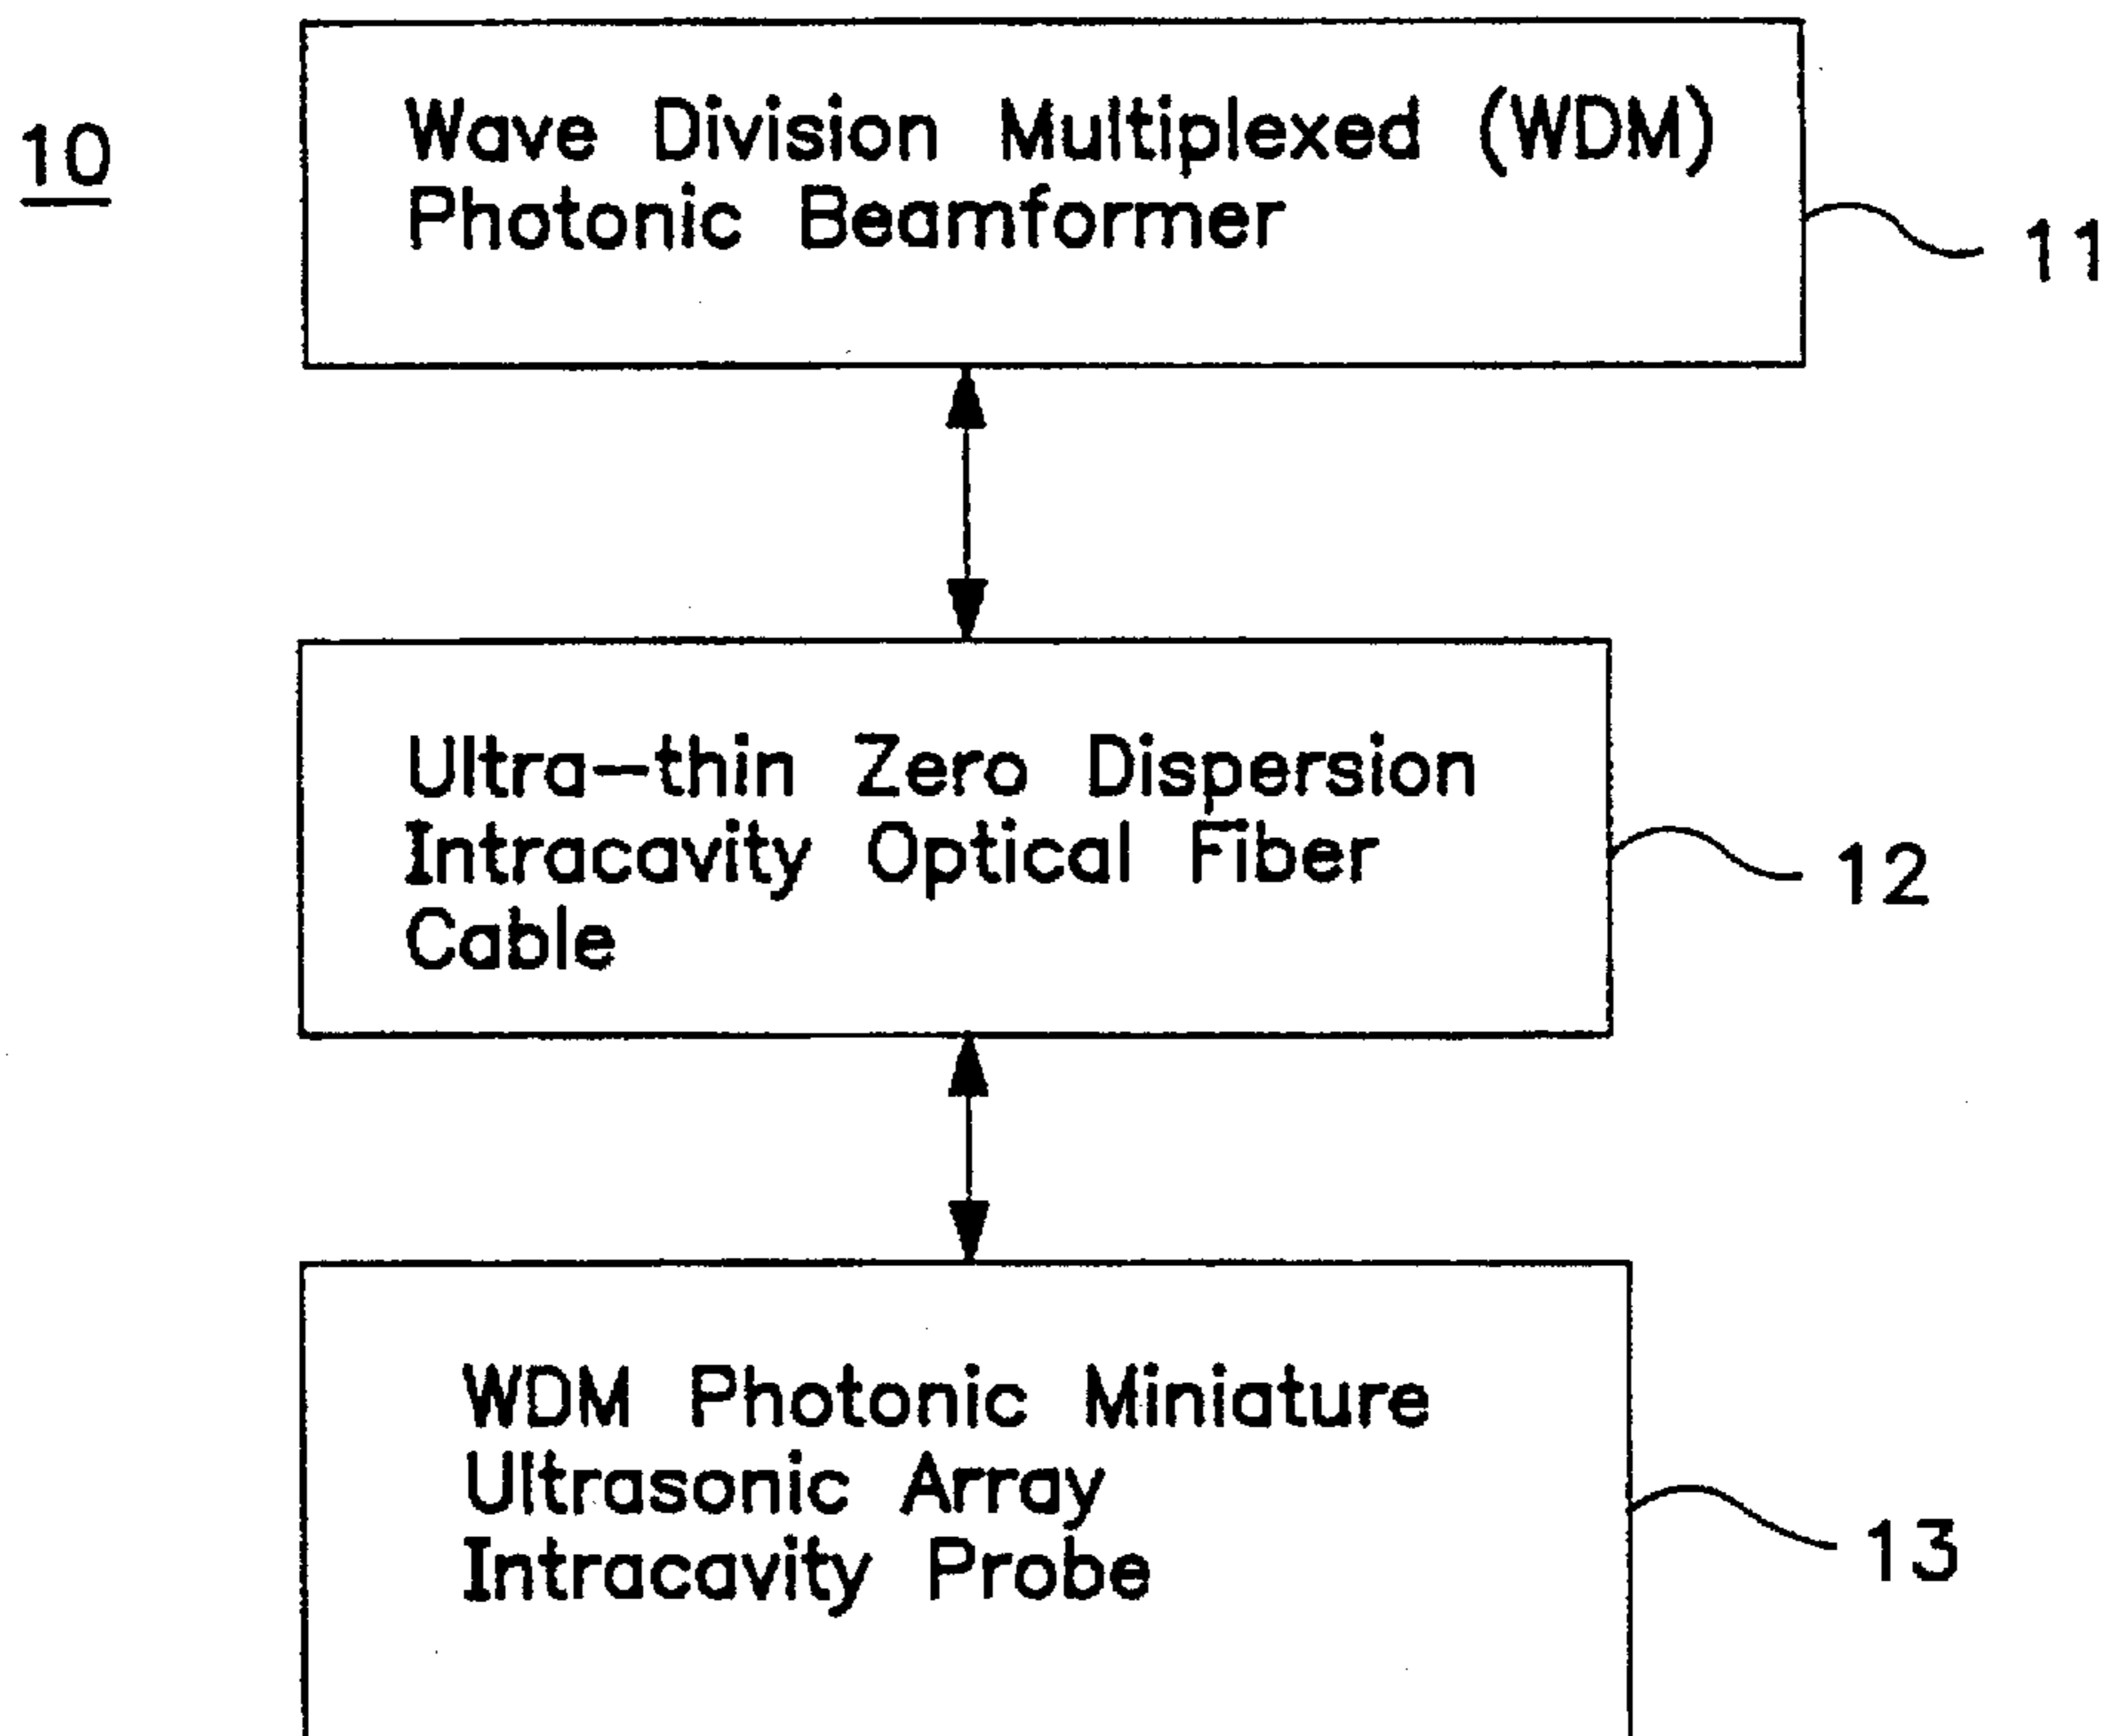 10
Wave Division Multiplexed (WDM)
Photonic Beamformer
11
Ultra-thin Zero Dispersion
Intracavity Optical Fiber
Cable
12
WDM Photonic Miniature
Ultrasonic Array
Intracavity Probe
13